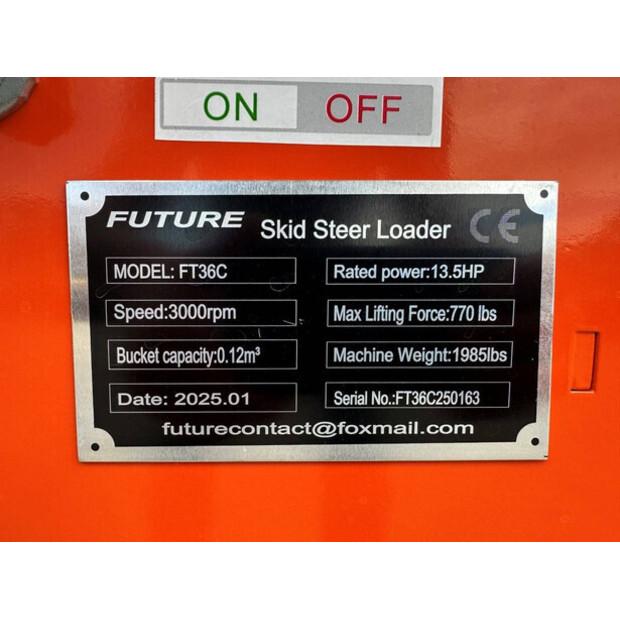 ON OFF
FUTURE Skid Steer Loader CE
MODEL: FT36C Rated power:13.5HP
Speed:3000rpm Max Lifting Force:770 lbs
Bucket capacity:0.12m³ Machine Weight:1985lbs
Date: 2025.01 Serial No.:FT36C250163
futurecontact@foxmail.com